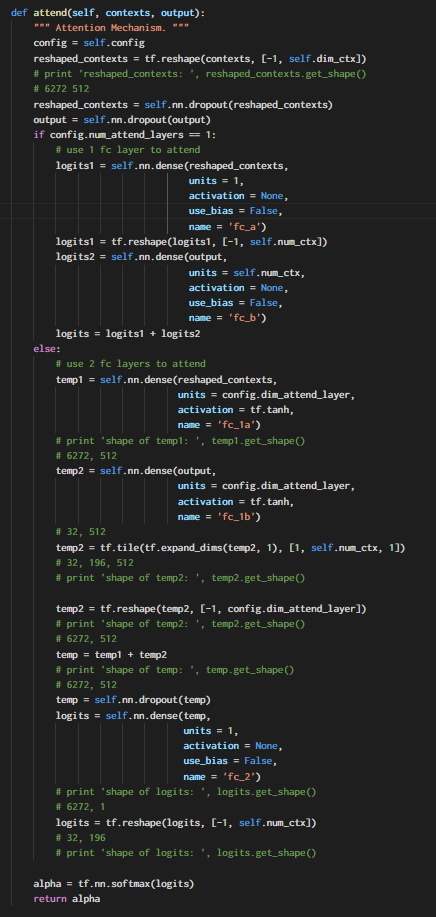 def attend(self, contexts, output):
    """ Attention Mechanism. """
    config = self.config
    reshaped_contexts = tf.reshape(contexts, [-1, self.dim_ctx])
    # print 'reshaped_contexts: ', reshaped_contexts.get_shape()
    # 6272 512
    reshaped_contexts = self.nn.dropout(reshaped_contexts)
    output = self.nn.dropout(output)
    if config.num_attend_layers == 1:
        # use 1 fc layer to attend
        logits1 = self.nn.dense(reshaped_contexts,
                                units = 1,
                                activation = None,
                                use_bias = False,
                                name = 'fc_a')
        logits1 = tf.reshape(logits1, [-1, self.num_ctx])
        logits2 = self.nn.dense(output,
                                units = self.num_ctx,
                                activation = None,
                                use_bias = False,
                                name = 'fc_b')
        logits = logits1 + logits2
    else:
        # use 2 fc layers to attend
        temp1 = self.nn.dense(reshaped_contexts,
                              units = config.dim_attend_layer,
                              activation = tf.tanh,
                              name = 'fc_1a')
        # print 'shape of temp1: ', temp1.get_shape()
        # 6272, 512
        temp2 = self.nn.dense(output,
                              units = config.dim_attend_layer,
                              activation = tf.tanh,
                              name = 'fc_1b')
        # 32, 512
        temp2 = tf.tile(tf.expand_dims(temp2, 1), [1, self.num_ctx, 1])
        # 32, 196, 512
        # print 'shape of temp2: ', temp2.get_shape()

        temp2 = tf.reshape(temp2, [-1, config.dim_attend_layer])
        # print 'shape of temp2: ', temp2.get_shape()
        # 6272, 512
        temp = temp1 + temp2
        # print 'shape of temp: ', temp.get_shape()
        # 6272, 512
        temp = self.nn.dropout(temp)
        logits = self.nn.dense(temp,
                               units = 1,
                               activation = None,
                               use_bias = False,
                               name = 'fc_2')
        # print 'shape of logits: ', logits.get_shape()
        # 6272, 1
        logits = tf.reshape(logits, [-1, self.num_ctx])
        # 32, 196
        # print 'shape of logits: ', logits.get_shape()

    alpha = tf.nn.softmax(logits)
    return alpha